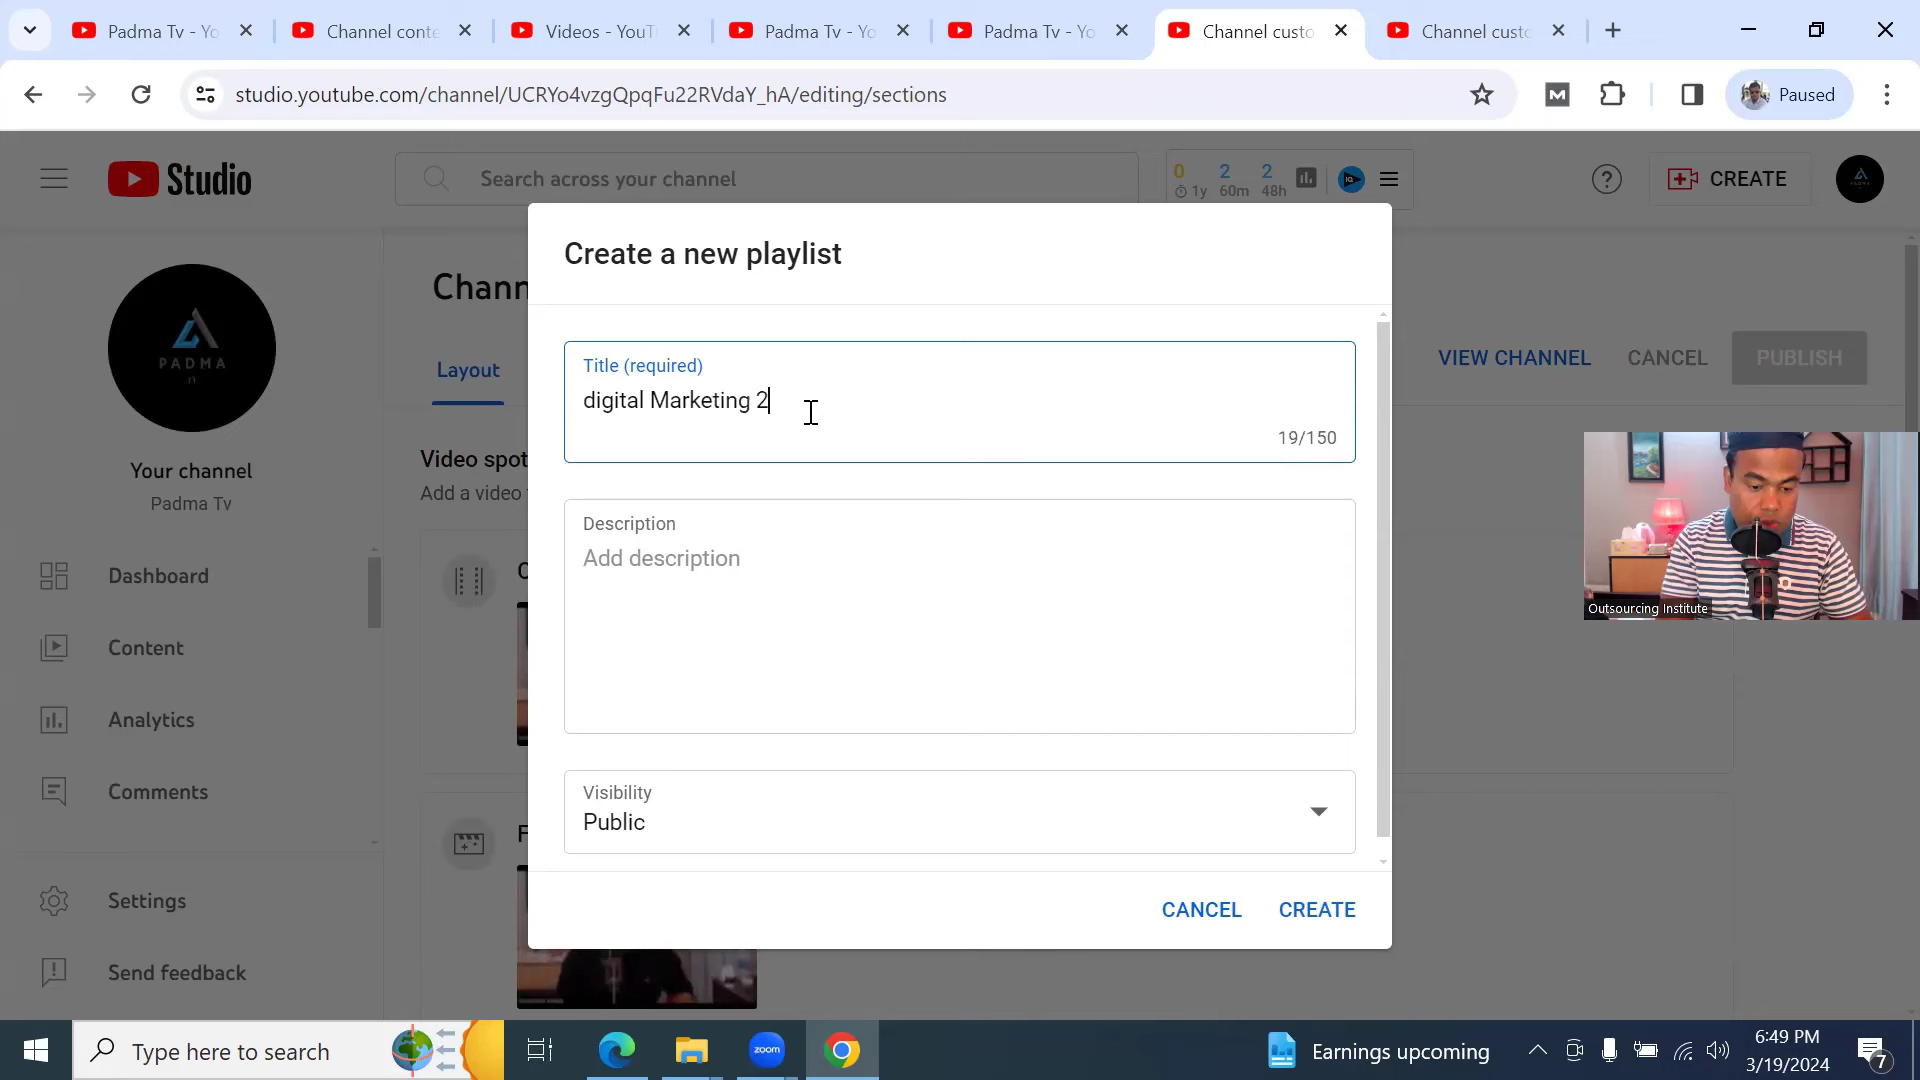 Padma Tv - Yo
Channel conte
Videos - YouT
Padma Tv - Yo
Padma Tv - Yo
Channel custo
Channel custo
studio.youtube.com/channel/UCRYo4vzgQpqFu22RVdaY_hA/editing/sections
M
Paused
Studio
Search across your channel
0 2 2
1y 60m 48h
IQ
?
CREATE
Create a new playlist
Chann
Title (required)
digital Marketing 2
19/150
Layout
VIEW CHANNEL
CANCEL
PUBLISH
PADMA
Your channel
Padma Tv
Video spot
Add a video
Description
Add description
Outsourcing Institute
Dashboard
Content
Analytics
Comments
Visibility
Public
Settings
Send feedback
CANCEL
CREATE
Type here to search
zoom
Earnings upcoming
6:49 PM
3/19/2024
7